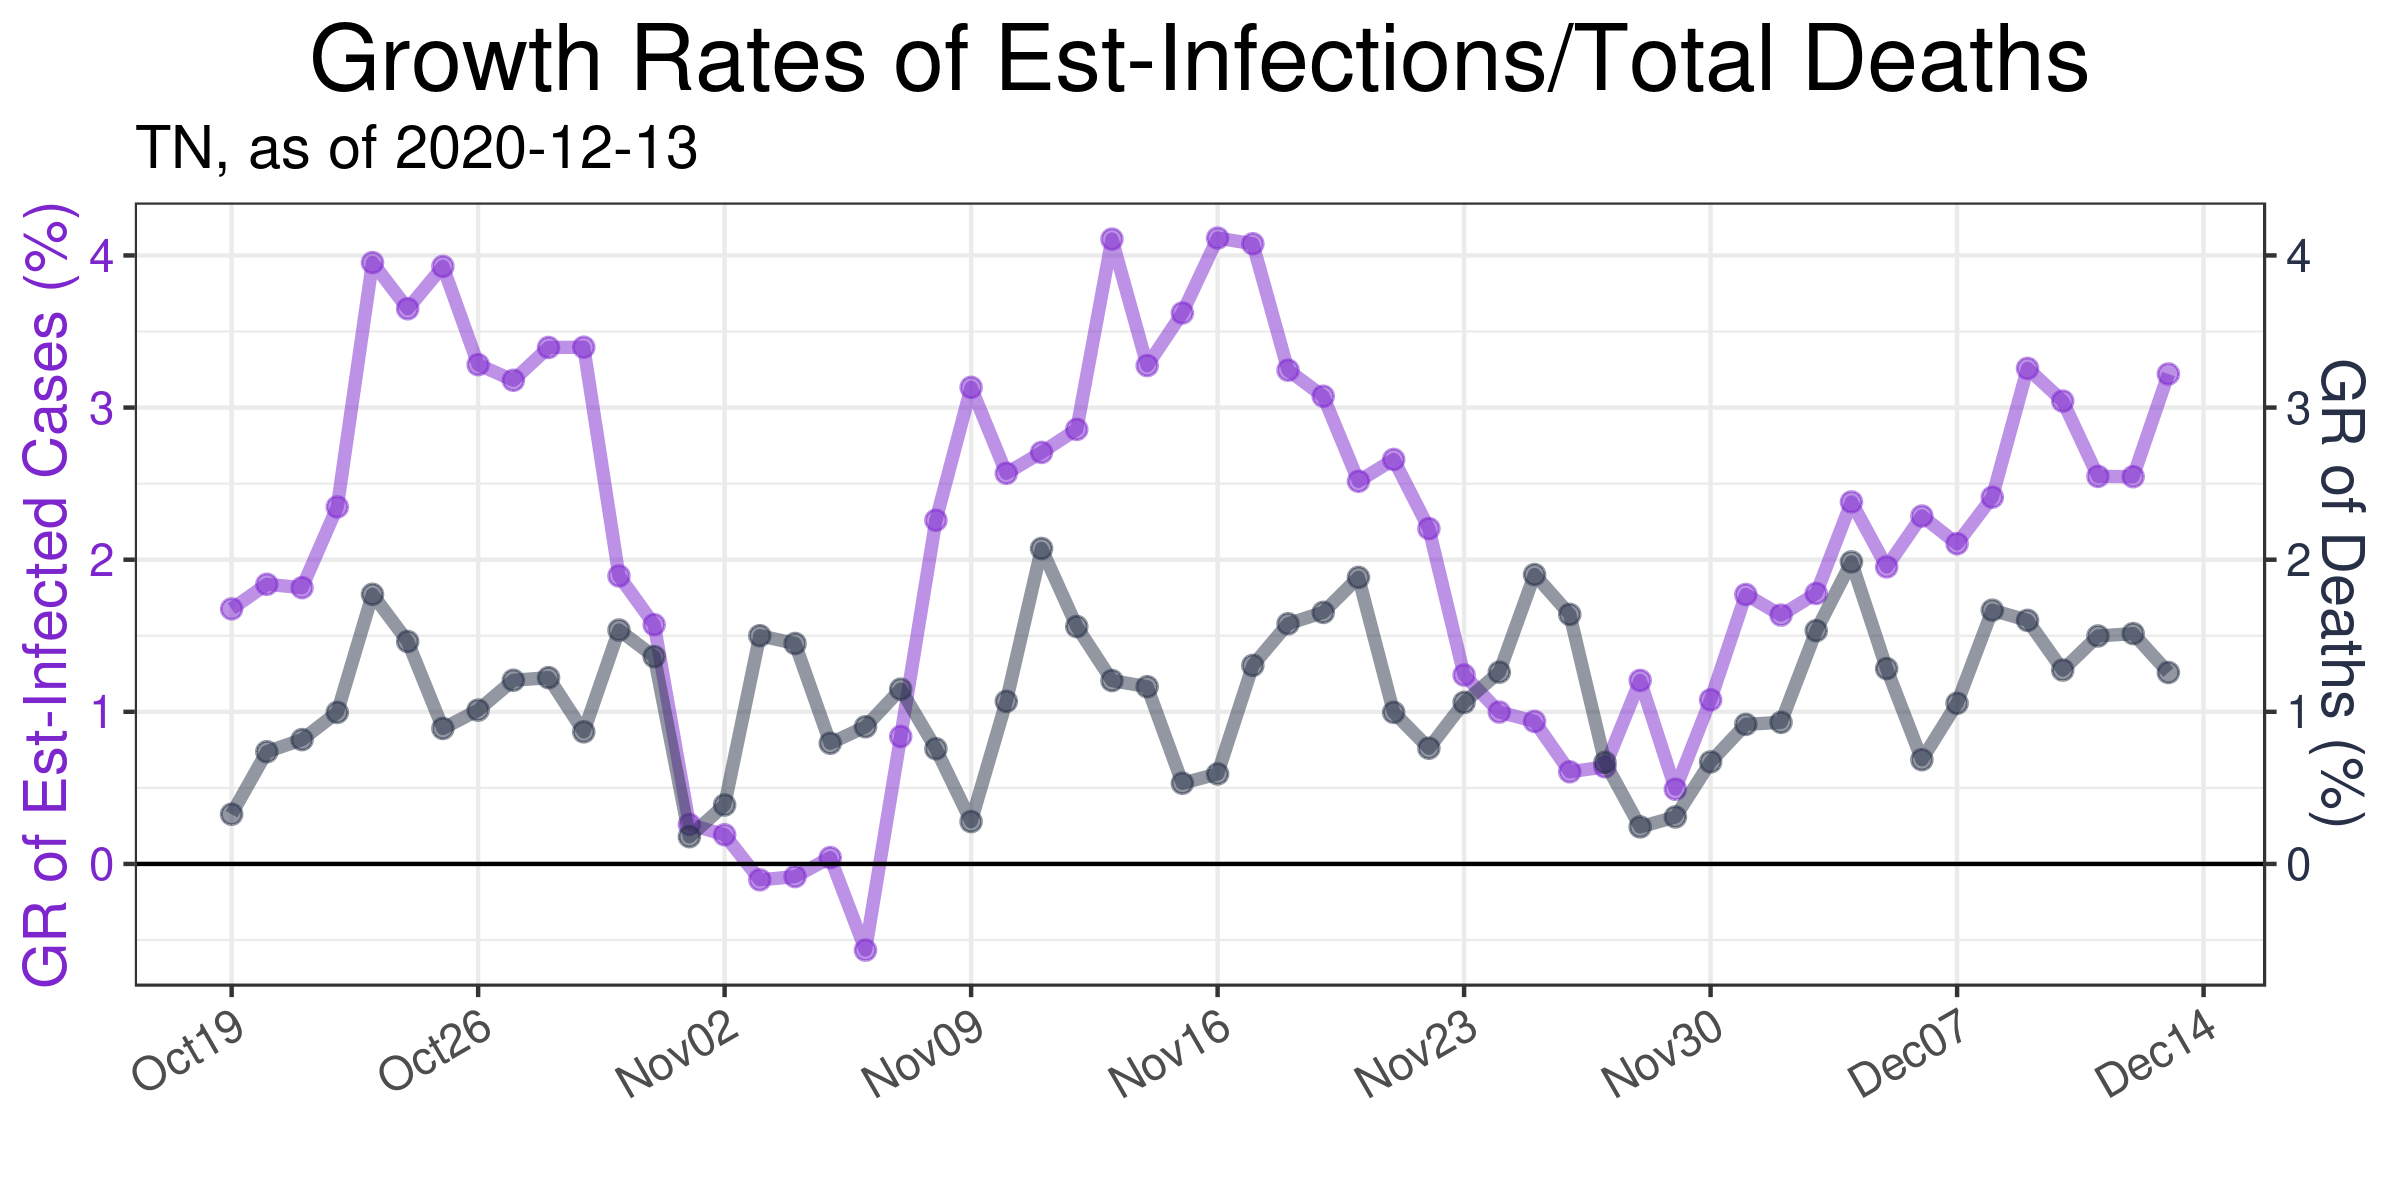 Growth Rates of Est-Infections/Total Deaths
TN, as of 2020-12-13
GR of Est-Infected Cases (%)
4
3
2
1
0
4
3
2
1
0
GR of Deaths (%)
Oct19
Oct26
Nov02
Nov09
Nov16
Nov23
Nov30
Dec07
Dec14